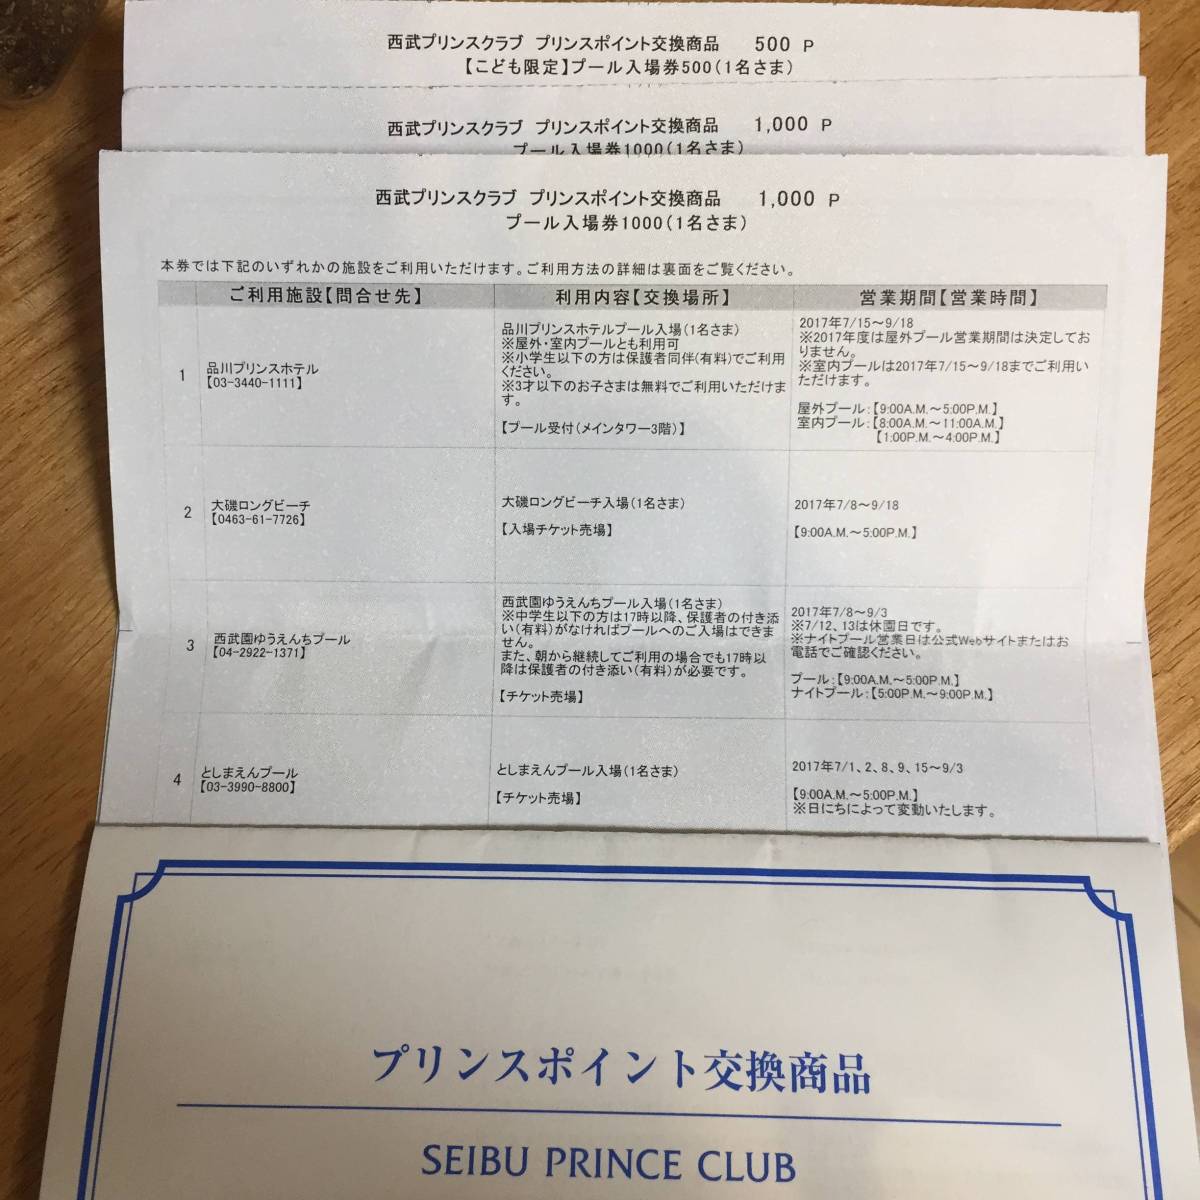 西武プリンスクラブ プリンスポイント交換商品 500 P
【こども限定】プール入場券500(1名さま)
西武プリンスクラブ プリンスポイント交換商品 1,000 P
プール入場券1000(1名さま)
西武プリンスクラブ プリンスポイント交換商品 1,000 P
プール入場券1000(1名さま)
本券では下記のいずれかの施設をご利用いただけます。ご利用方法の詳細は裏面をご覧ください。
ご利用施設【問合せ先】 利用内容【交換場所】 営業期間【営業時間】
1
品川プリンスホテル
【03-3440-1111】
品川プリンスホテルプール入場(1名さま)
※屋外・室内プールとも利用可
※小学生以下の方は保護者同伴(有料)でご利用
ください。
※3才以下のお子さまは無料でご利用いただけま
す。
【プール受付(メインタワー3階)】
2017年7/15～9/18
※2017年度は屋外プール営業期間は決定してお
りません。
※室内プールは2017年7/15～9/18までご利用い
ただけます。
屋外プール:【9:00A.M.～5:00P.M.】
室内プール:【8:00A.M.～11:00A.M】
【1:00P.M.～4:00P.M.】
2
大磯ロングビーチ
【0463-61-7726】
大磯ロングビーチ入場(1名さま)
【入場チケット売場】
2017年7/8～9/18
【9:00A.M.～5:00P.M.】
3
西武園ゆうえんちプール
【04-2922-1371】
西武園ゆうえんちプール入場(1名さま)
※中学生以下の方は17時以降、保護者の付き添
い(有料)がなければプールへのご入場はできま
せん。
また、朝から継続してご利用の場合でも17時以
降は保護者の付き添い(有料)が必要です。
【チケット売場】
2017年7/8～9/3
※7/12、13は休園日です。
※ナイトプール営業日は公式Webサイトまたはお
電話でご確認ください。
プール:【9:00A.M.～5:00P.M.】
ナイトプール:【5:00P.M.～9:00P.M.】
4
としまえんプール
【03-3990-8800】
としまえんプール入場(1名さま)
【チケット売場】
2017年7/1、2、8、9、15～9/3
【9:00A.M.～5:00P.M.】
※日にちによって変動いたします。
プリンスポイント交換商品
SEIBU PRINCE CLUB